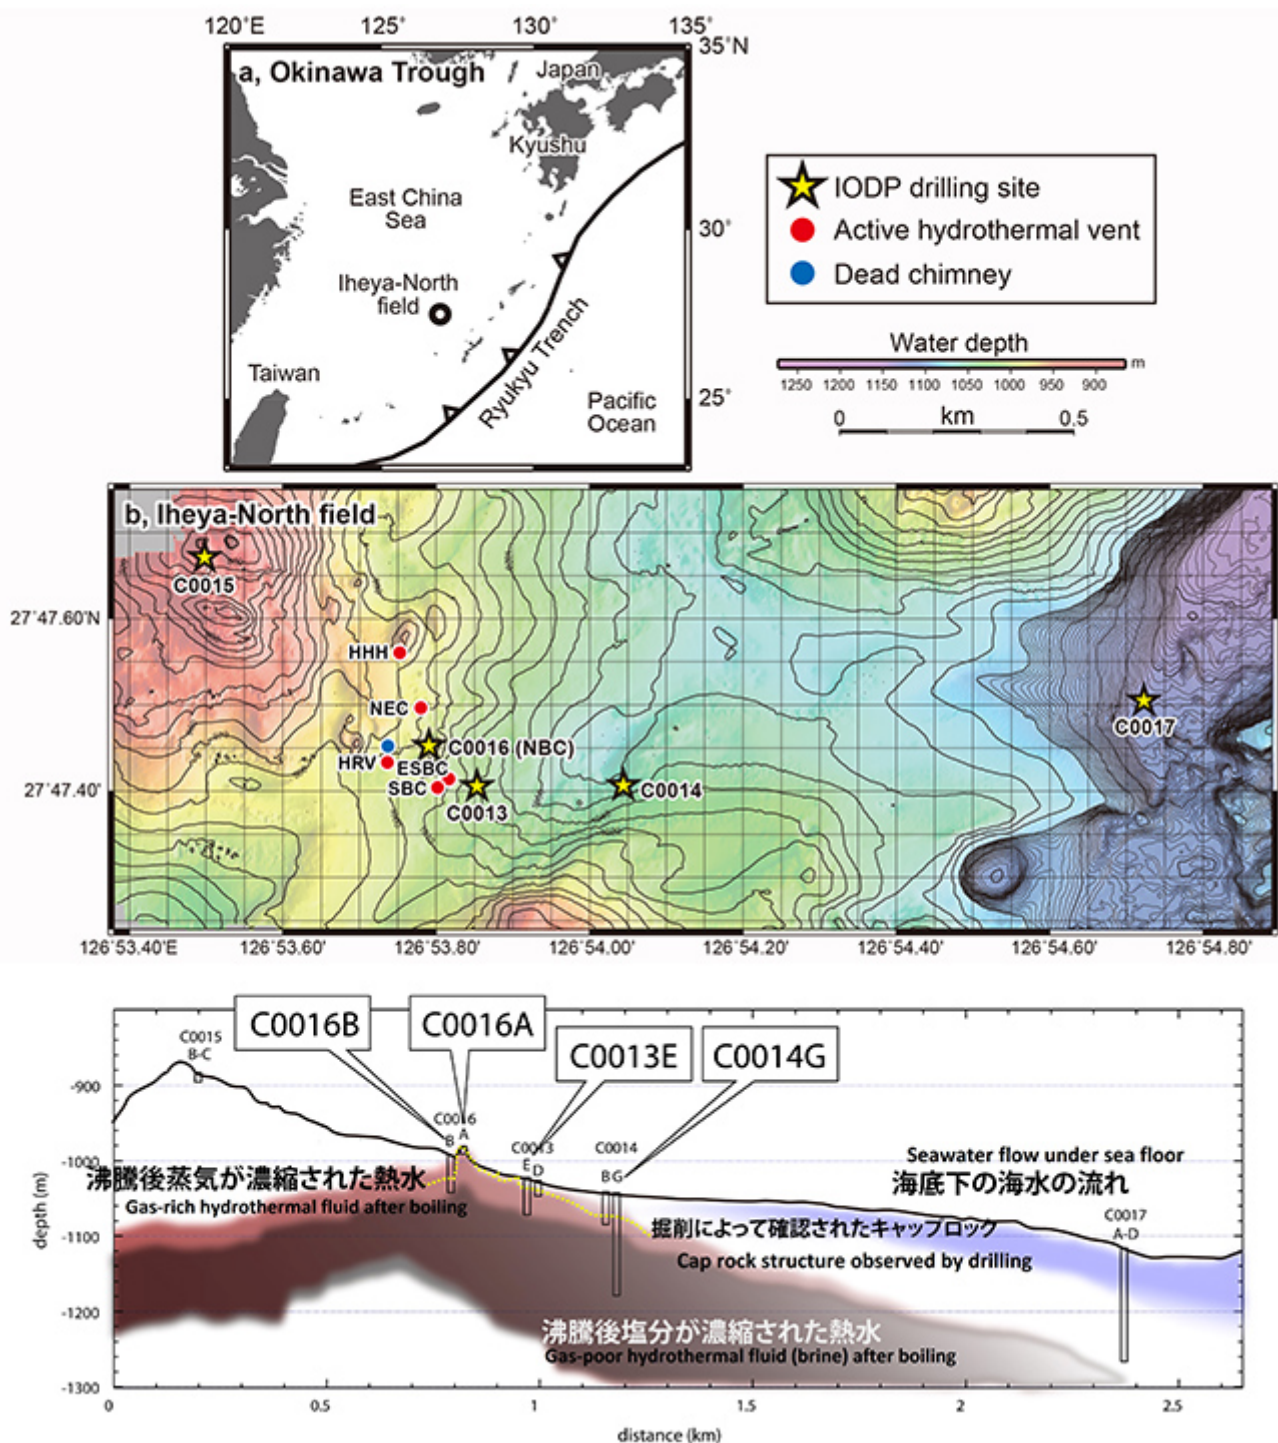 120°E 125° 130° 135°
35°N
a, Okinawa Trough
Japan
Kyushu
East China
Sea
30°
Iheya-North
field
Ryukyu Trench
Taiwan
25°
Pacific
Ocean
IODP drilling site
Active hydrothermal vent
Dead chimney
Water depth
m
1250 1200 1150 1100 1050 1000 950 900
0 km 0.5
b, Iheya-North field
C0015
27°47.60'N
HHH
NEC
C0017
C0016 (NBC)
HRV
ESBC
SBC
27°47.40'
C0014
C0013
126°53.40'E 126°53.60' 126°53.80' 126°54.00' 126°54.20' 126°54.40' 126°54.60' 126°54.80'
C0016B
C0016A
C0013E
C0014G
C0015
B-C
-900
C0016
B
A
C0013
E
D
C0014
B G
-1000
沸騰後蒸気が濃縮された熱水
Gas-rich hydrothermal fluid after boiling
Seawater flow under sea floor
海底下の海水の流れ
C0017
A-D
depth (m)
-1100
掘削によって確認されたキャップロック
Cap rock structure observed by drilling
-1200
沸騰後塩分が濃縮された熱水
Gas-poor hydrothermal fluid (brine) after boiling
-1300
0 0.5 1 1.5 2 2.5
distance (km)